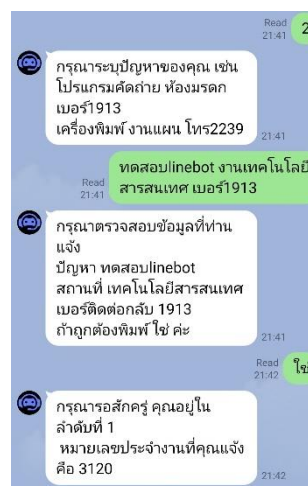 Read
21:41
2
กรุณาระบุปัญหาของคุณ เช่น
โปรแกรมคัดถ่าย ห้องมรดก
เบอร์1913
เครื่องพิมพ์ งานแผน โทร2239
21:41
Read
21:41
ทดสอบlinebot งานเทคโนโลยี
สารสนเทศ เบอร์1913
กรุณาตรวจสอบข้อมูลที่ท่าน
แจ้ง
ปัญหา ทดสอบlinebot
สถานที่ เทคโนโลยีสารสนเทศ
เบอร์ติดต่อกลับ 1913
ถ้าถูกต้องพิมพ์ ใช่ ค่ะ
21:41
Read
21:42
ใช่
กรุณารอสักครู่ คุณอยู่ใน
ลำดับที่ 1
หมายเลขประจำงานที่คุณแจ้ง
คือ 3120
21:42